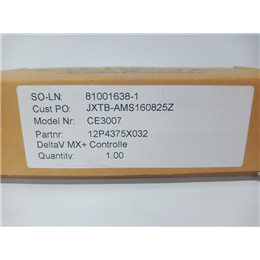 SO-LN: 81001638-1
Cust PO: JXTB-AMS160825Z
Model Nr: CE3007
Partnr: 12P4375X032
DeltaV MX+ Controlle
Quantity: 1.00